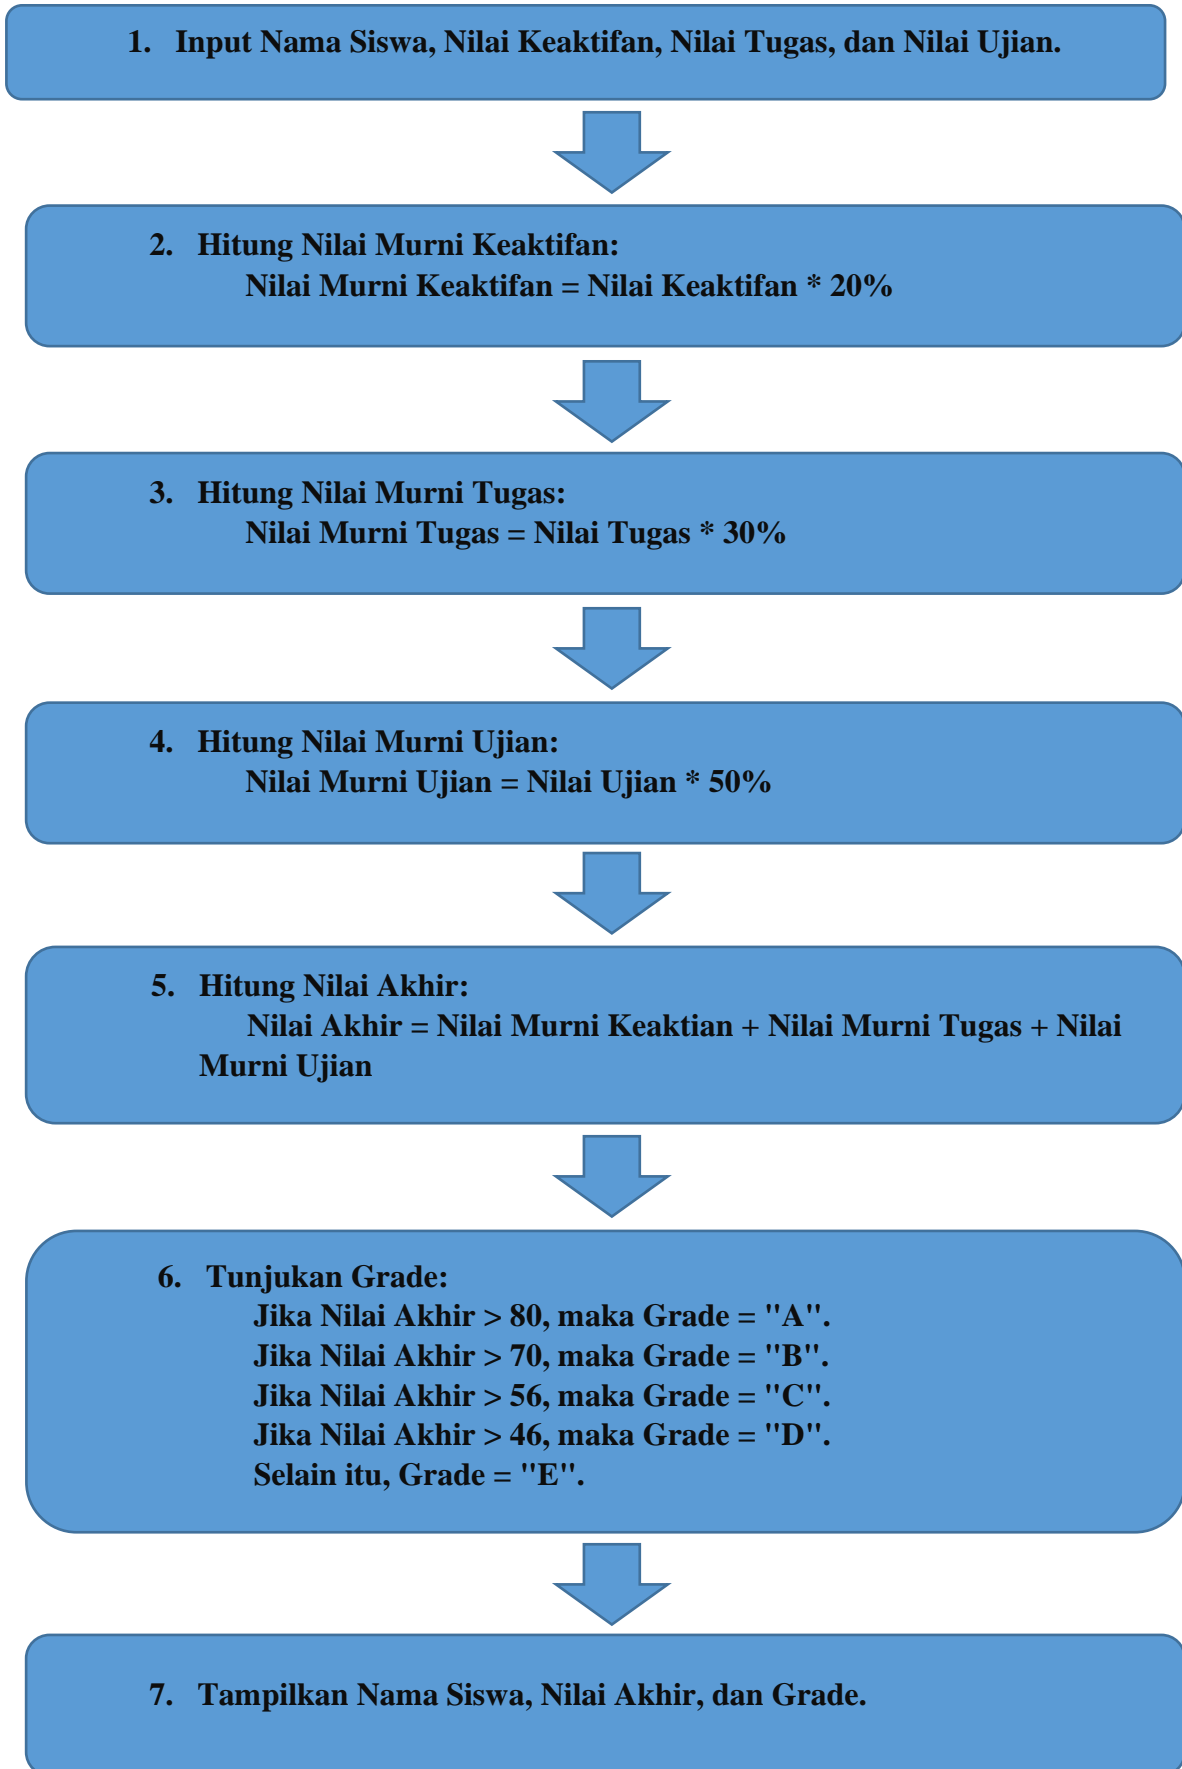 1. Input Nama Siswa, Nilai Keaktifan, Nilai Tugas, dan Nilai Ujian.
2. Hitung Nilai Murni Keaktifan:
Nilai Murni Keaktifan = Nilai Keaktifan * 20%
3. Hitung Nilai Murni Tugas:
Nilai Murni Tugas = Nilai Tugas * 30%
4. Hitung Nilai Murni Ujian:
Nilai Murni Ujian = Nilai Ujian * 50%
5. Hitung Nilai Akhir:
Nilai Akhir = Nilai Murni Keaktian + Nilai Murni Tugas + Nilai
Murni Ujian
6. Tunjukan Grade:
Jika Nilai Akhir > 80, maka Grade = "A".
Jika Nilai Akhir > 70, maka Grade = "B".
Jika Nilai Akhir > 56, maka Grade = "C".
Jika Nilai Akhir > 46, maka Grade = "D".
Selain itu, Grade = "E".
7. Tampilkan Nama Siswa, Nilai Akhir, dan Grade.